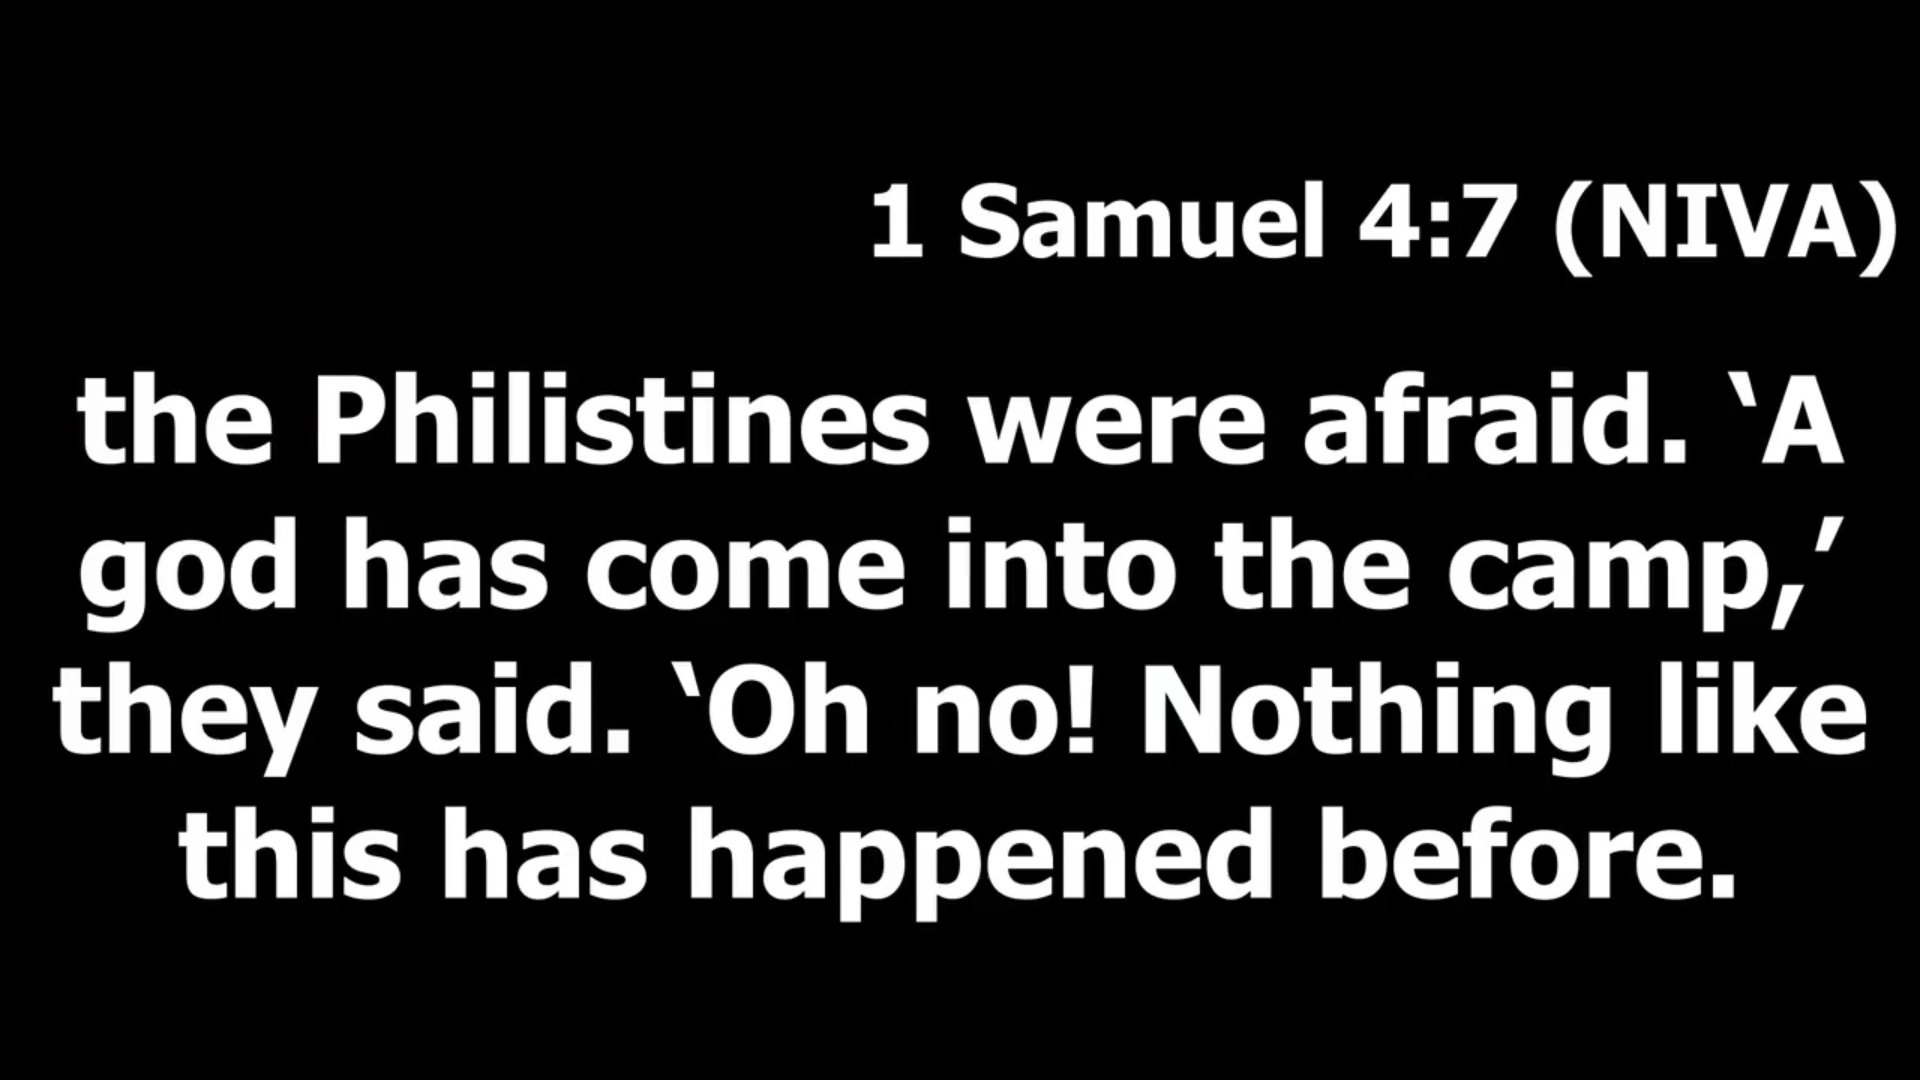 1 Samuel 4:7 (NIVA)
the Philistines were afraid. ‘A
god has come into the camp,’
they said. ‘Oh no! Nothing like
this has happened before.